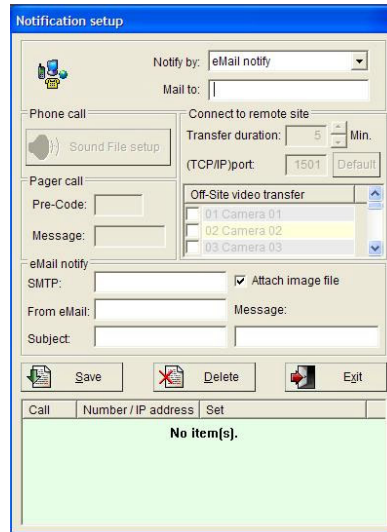 Notification setup
Notify by: eMail notify
Mail to:
Phone call
Sound File setup
Connect to remote site
Transfer duration: 5 Min.
(TCP/IP)port: 1501 Default
Pager call
Pre-Code:
Message:
Off-Site video transfer
01 Camera 01
02 Camera 02
03 Camera 03
eMail notify
SMTP:
Attach image file
From eMail:
Message:
Subject:
Save Delete Exit
Call Number / IP address Set
No item(s).